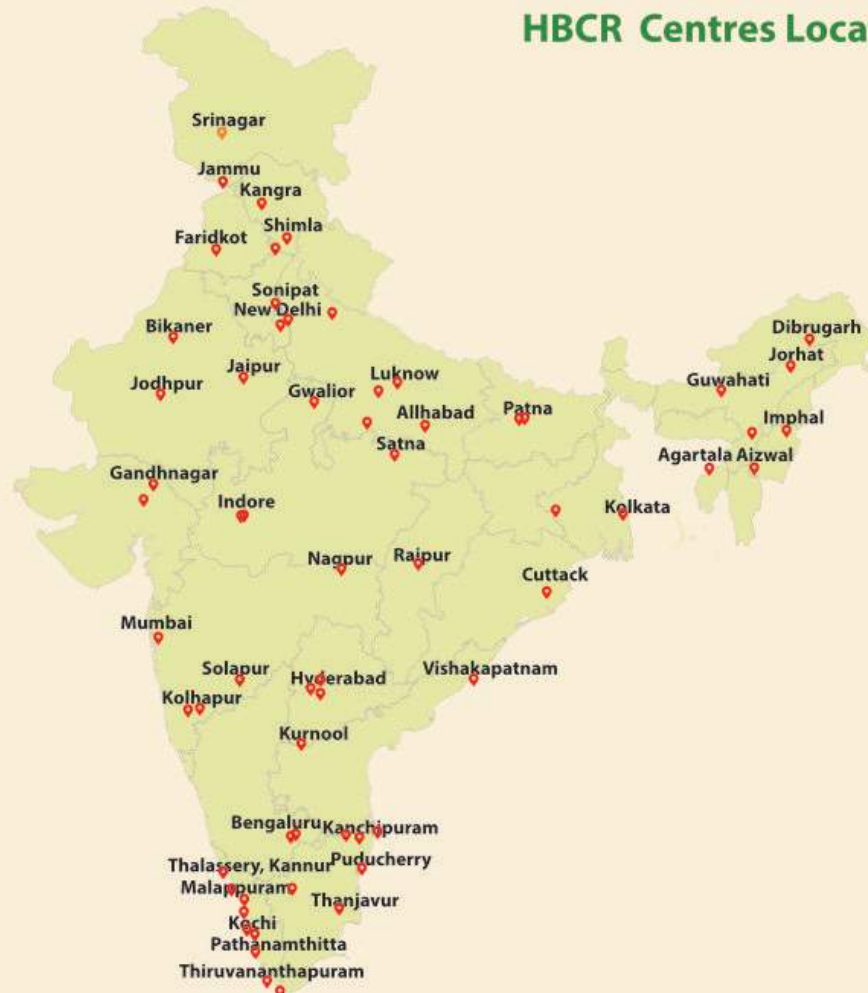 HBCR Centres Loca
Srinagar
Jammu
Kangra
Shimla
Faridkot
Sonipat
New Delhi
Bikaner
Dibrugarh
Jorhat
Jaipur
Luknow
Jodhpur
Gwalior
Guwahati
Allhabad
Patna
Imphal
Satna
Agartala
Aizwal
Gandhnagar
Indore
Kolkata
Nagpur
Raipur
Cuttack
Mumbai
Solapur
Hyderabad
Vishakapatnam
Kolhapur
Kurnool
Bengaluru
Kanchipuram
Thalassery, Kannur
Puducherry
Malappuram
Thanjavur
Kochi
Pathanamthitta
Thiruvananthapuram